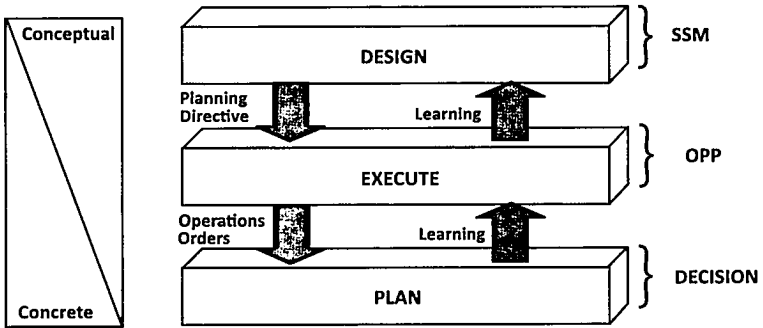 Conceptual
DESIGN
SSM
Planning
Directive
Learning
EXECUTE
OPP
Operations
Orders
Learning
PLAN
DECISION
Concrete